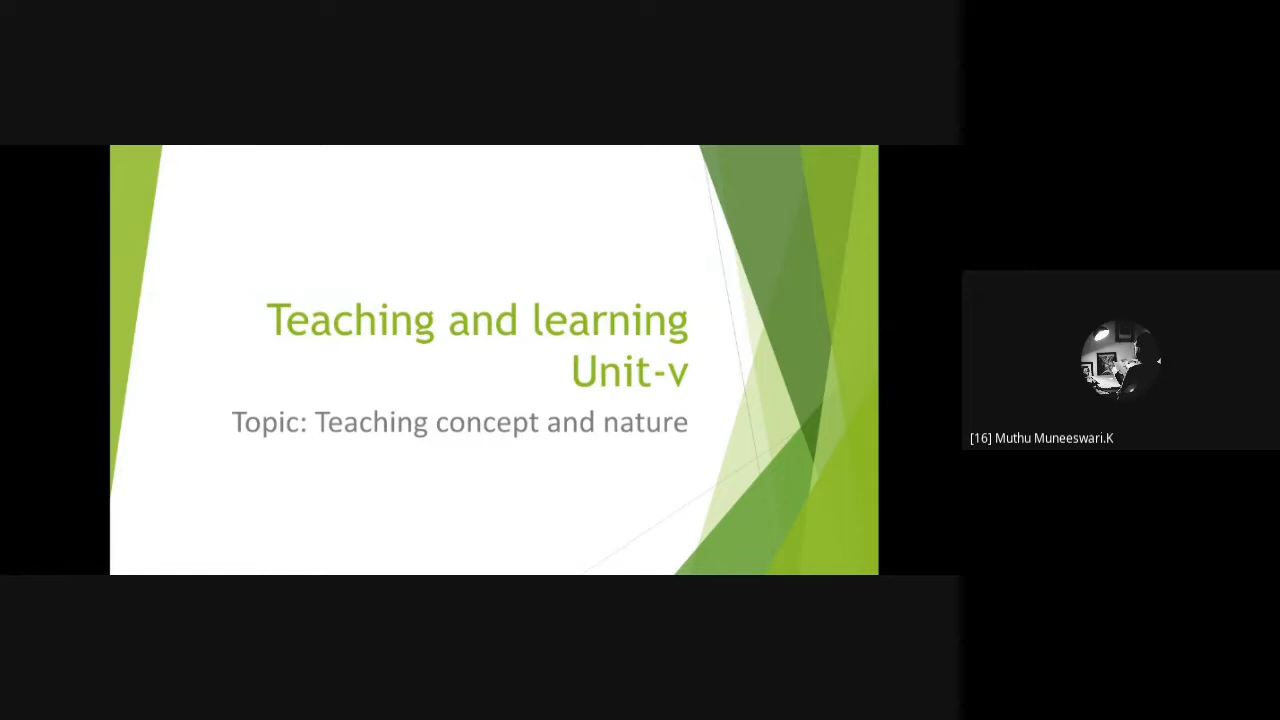 Teaching and learning
Unit-v
Topic: Teaching concept and nature
[16] Muthu Muneeswari.K